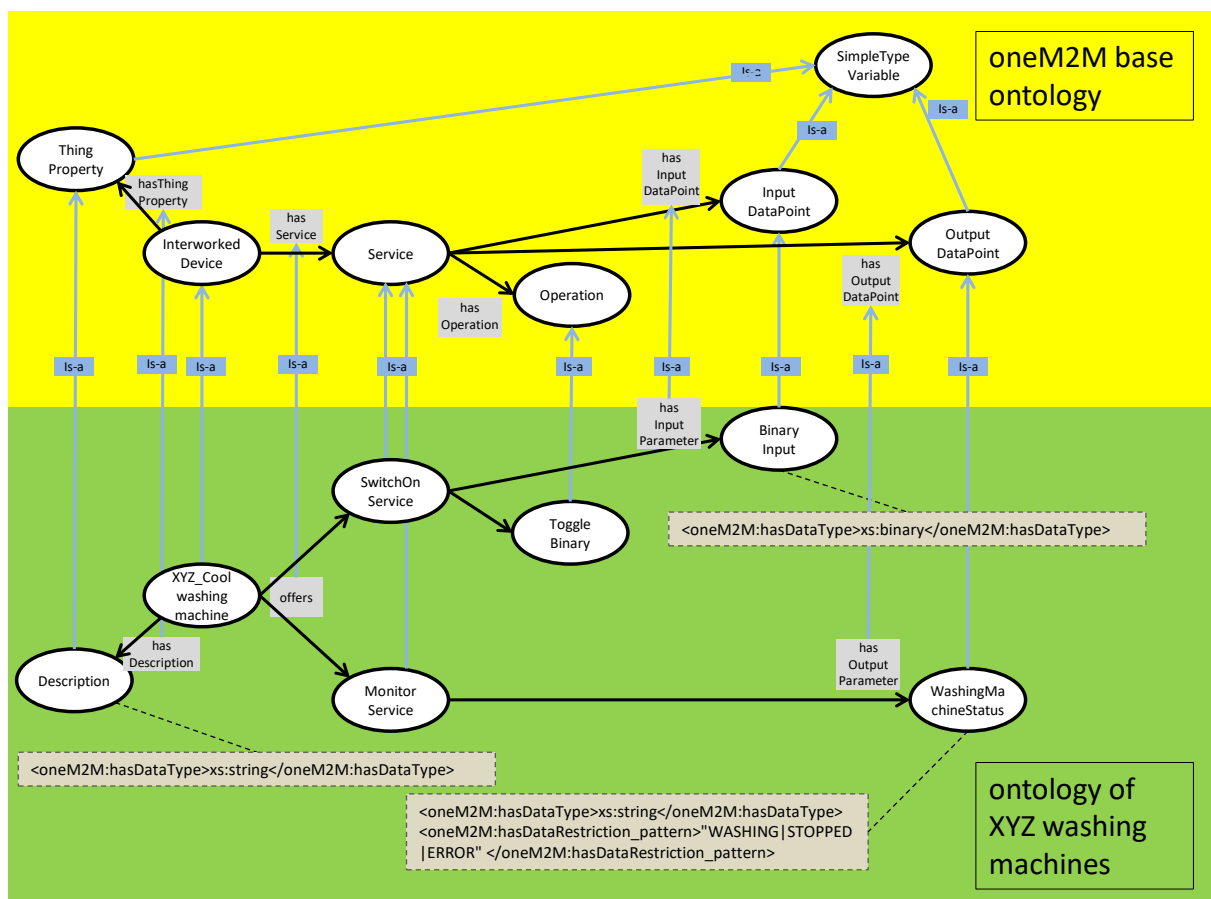 SimpleType
Variable
oneM2M base
ontology
Is-a
Is-a
Is-a
Thing
Property
has
Input
DataPoint
Input
DataPoint
hasThing
Property
has
Service
Interworked
Device
Service
Output
DataPoint
has
Output
DataPoint
Operation
has
Operation
Is-a
Is-a
Is-a
Is-a
Is-a
Is-a
Is-a
Is-a
Is-a
Is-a
has
Input
Parameter
Binary
Input
SwitchOn
Service
Toggle
Binary
<oneM2M:hasDataType>xs:binary</oneM2M:hasDataType>
XYZ_Cool
washing
machine
offers
has
Description
has
Output
Parameter
Description
Monitor
Service
WashingMa
chineStatus
<oneM2M:hasDataType>xs:string</oneM2M:hasDataType>
<oneM2M:hasDataType>xs:string</oneM2M:hasDataType>
<oneM2M:hasDataRestriction_pattern>"WASHING|STOPPED
|ERROR" </oneM2M:hasDataRestriction_pattern>
ontology of
XYZ washing
machines